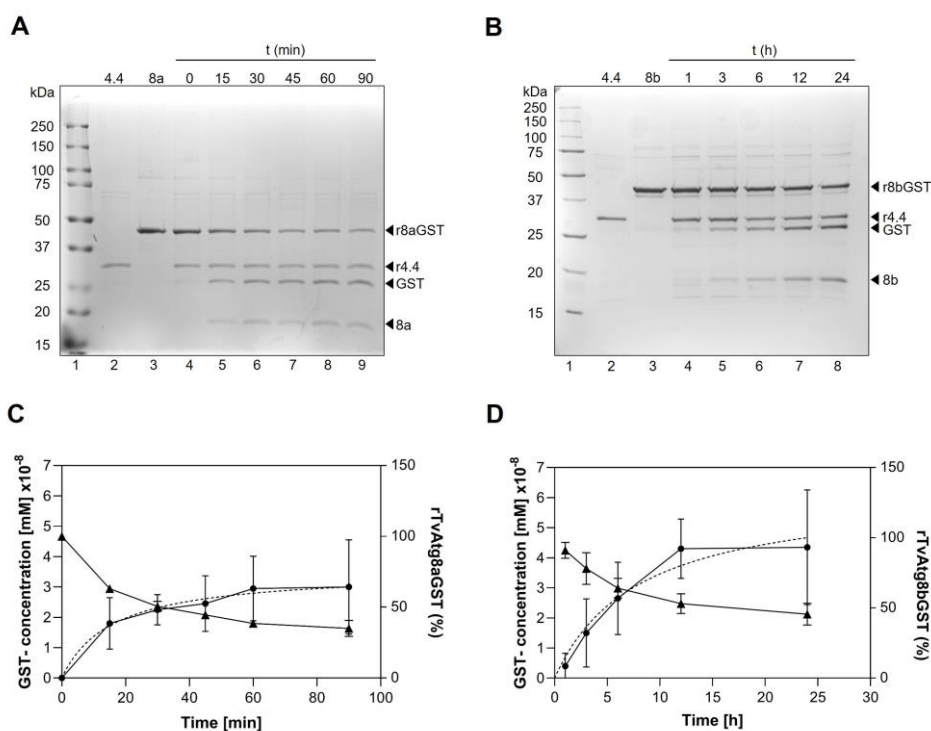 A
t (min)
4.4 8a 0 15 30 45 60 90
kDa
250
150
100
75
50
37
25
20
15
r8aGST
r4.4
GST
8a
1 2 3 4 5 6 7 8 9
B
t (h)
4.4 8b 1 3 6 12 24
kDa
250
150
100
75
50
37
25
20
15
r8bGST
r4.4
GST
8b
1 2 3 4 5 6 7 8
C
GST- concentration [mM] x10-8
7
6
5
4
3
2
1
0
150
100
50
0
rTvAtg8aGST (%)
0 20 40 60 80 100
Time [min]
D
GST- concentration [mM] x10-8
7
6
5
4
3
2
1
0
150
100
50
0
rTvAtg8bGST (%)
0 5 10 15 20 25 30
Time [h]